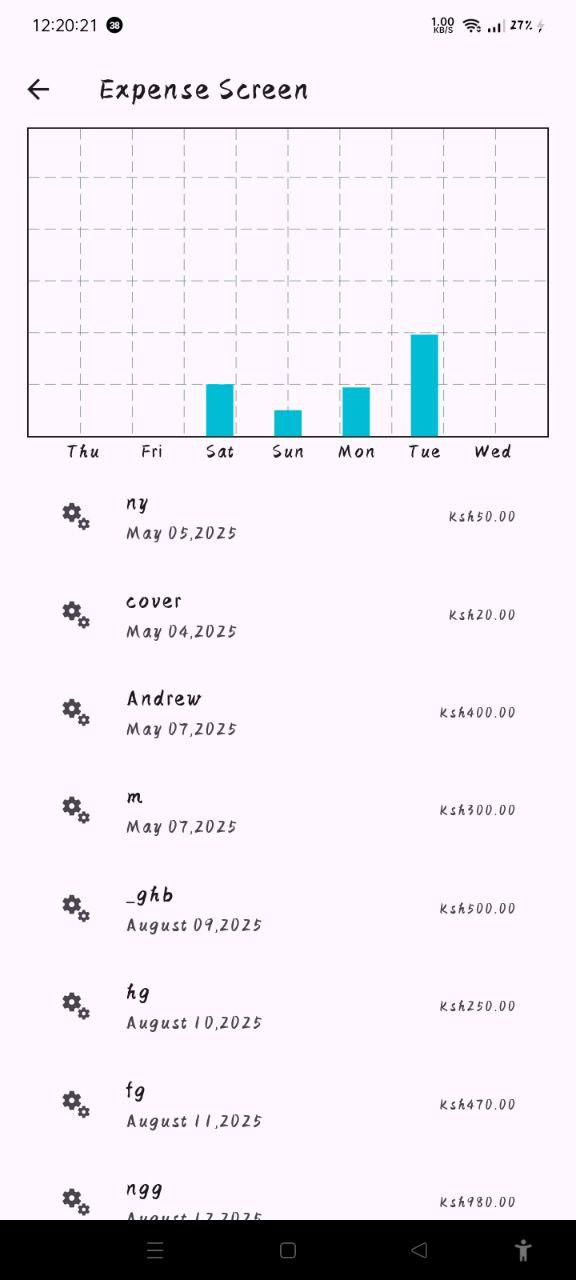 12:20:21 38 1.00 KB/S 27%
Expense Screen
Thu Fri Sat Sun Mon Tue Wed
ny
May 05,2025 Ksh50.00
cover
May 04,2025 Ksh20.00
Andrew
May 07,2025 Ksh400.00
m
May 07,2025 Ksh300.00
_ghb
August 09,2025 Ksh500.00
hg
August 10,2025 Ksh250.00
fg
August 11,2025 Ksh470.00
ngg
August 12,2025 Ksh980.00